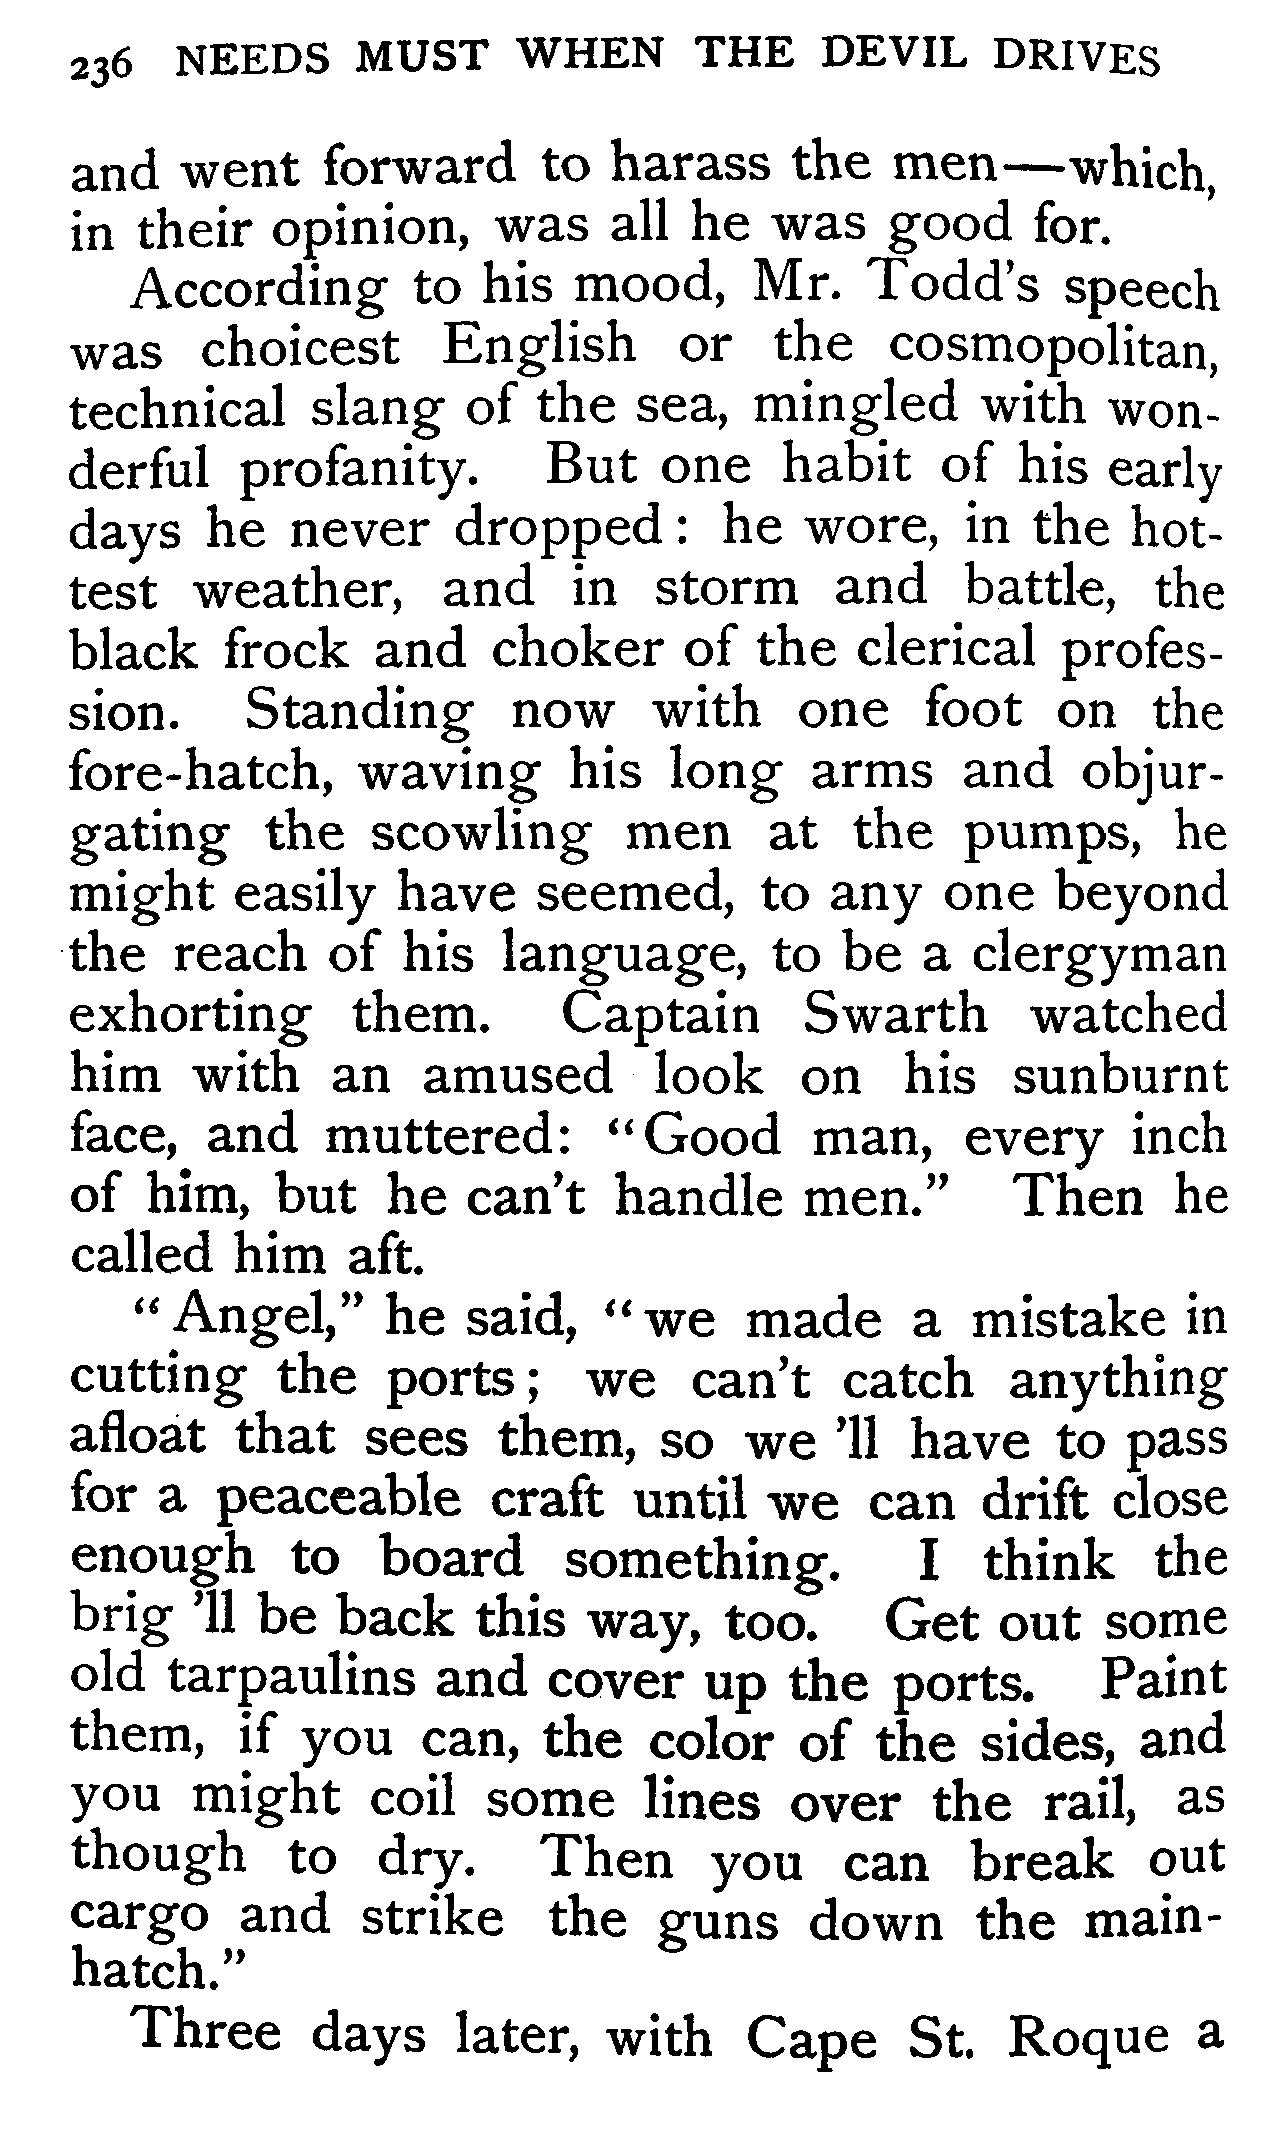 236 NEEDS MUST WHEN THE DEVIL DRIVES
and went forward to harass the men—which,
in their opinion, was all he was good for.
According to his mood, Mr. Todd's speech
was choicest English or the cosmopolitan,
technical slang of the sea, mingled with won-
derful profanity. But one habit of his early
days he never dropped: he wore, in the hot-
test weather, and in storm and battle, the
black frock and choker of the clerical profes-
sion. Standing now with one foot on the
fore-hatch, waving his long arms and objur-
gating the scowling men at the pumps, he
might easily have seemed, to any one beyond
the reach of his language, to be a clergyman
exhorting them. Captain Swarth watched
him with an amused look on his sunburnt
face, and muttered: "Good man, every inch
of him, but he can't handle men." Then he
called him aft.
"Angel," he said, "we made a mistake in
cutting the ports; we can't catch anything
afloat that sees them, so we 'll have to pass
for a peaceable craft until we can drift close
enough to board something. I think the
brig 'll be back this way, too. Get out some
old tarpaulins and cover up the ports. Paint
them, if you can, the color of the sides, and
you might coil some lines over the rail, as
though to dry. Then you can break out
cargo and strike the guns down the main-
hatch."
Three days later, with Cape St. Roque a